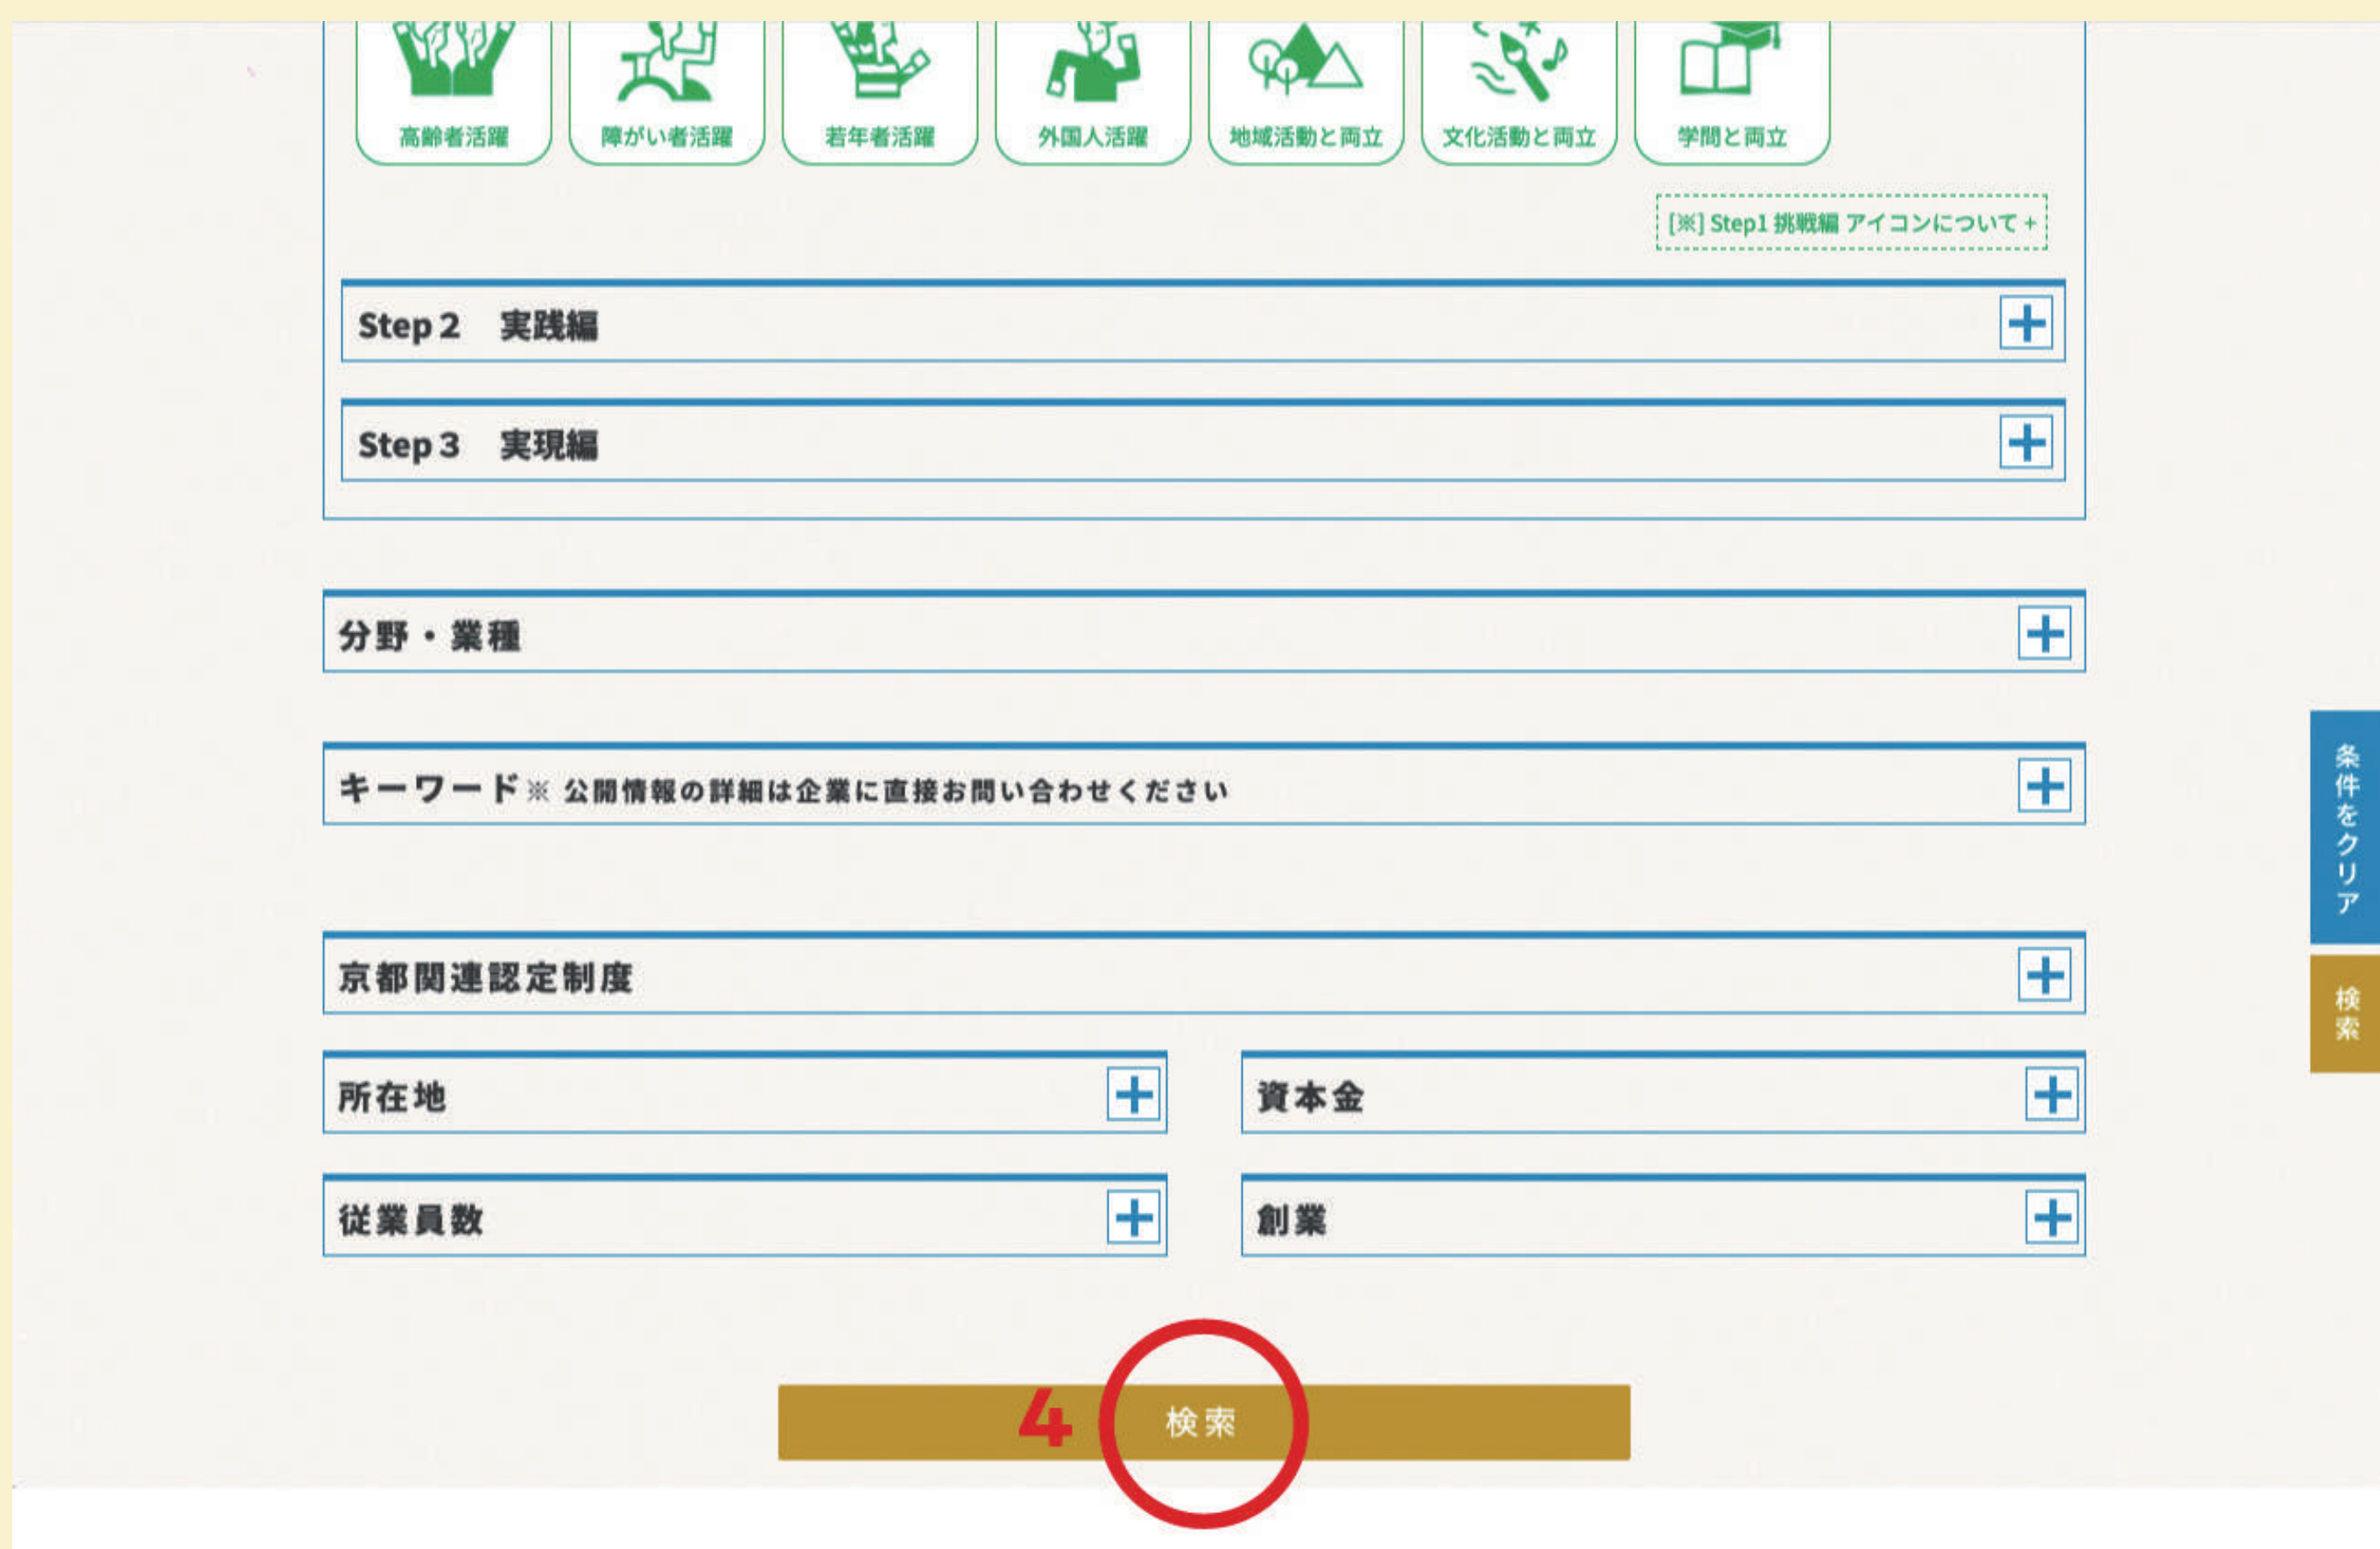 高齢者活躍 障がい者活躍 若年者活躍 外国人活躍 地域活動と両立 文化活動と両立 学問と両立
[※] Step1 挑戦編 アイコンについて +
Step 2 実践編
Step 3 実現編
分野・業種
キーワード※ 公開情報の詳細は企業に直接お問い合わせください
京都関連認定制度
所在地 資本金
従業員数 創業
4 検索
条件をクリア
検索